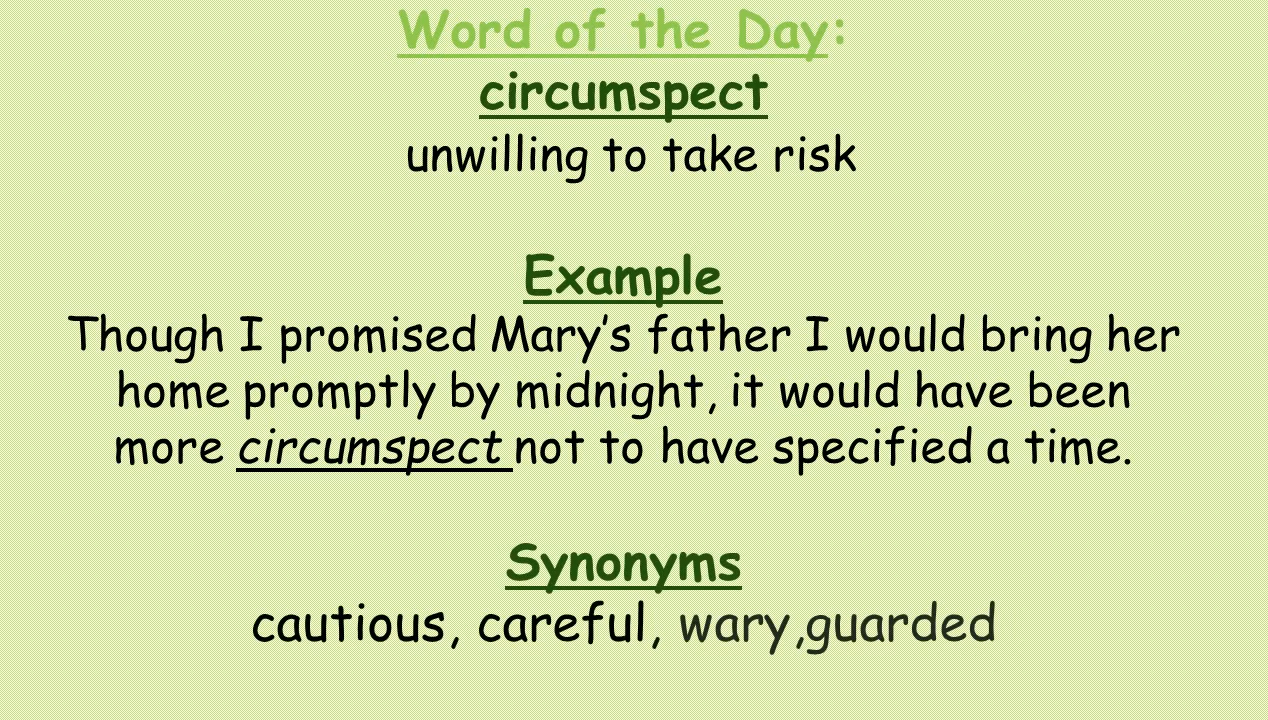 Word of the Day:
circumspect
unwilling to take risk
Example
Though I promised Mary’s father I would bring her
home promptly by midnight, it would have been
more circumspect not to have specified a time.
Synonyms
cautious, careful, wary,guarded